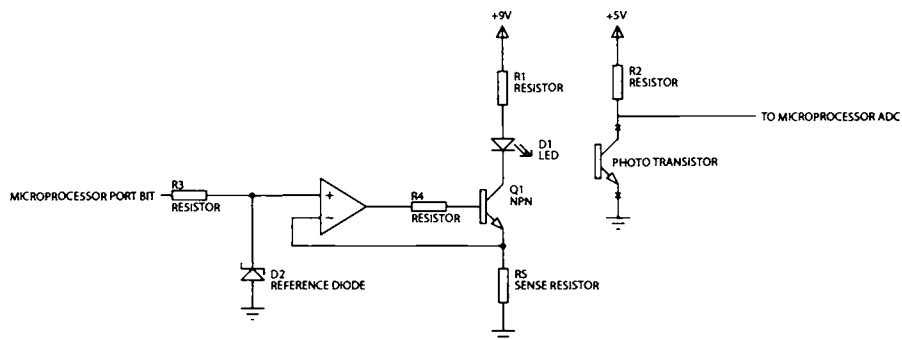 +9V
+5V
R1
RESISTOR
R2
RESISTOR
TO MICROPROCESSOR ADC
D1
LED
PHOTO TRANSISTOR
MICROPROCESSOR PORT BIT
R3
RESISTOR
+
−
R4
RESISTOR
Q1
NPN
D2
REFERENCE DIODE
R5
SENSE RESISTOR